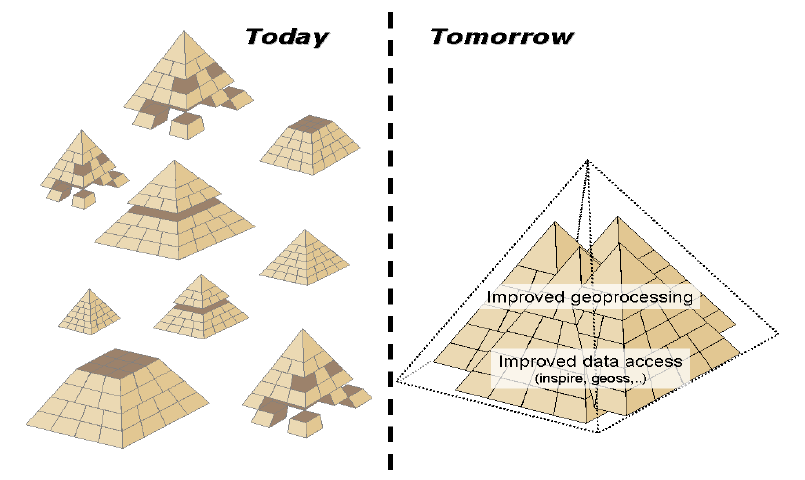 Today
Tomorrow
Improved geoprocessing
Improved data access
(inspire, geoss,..)